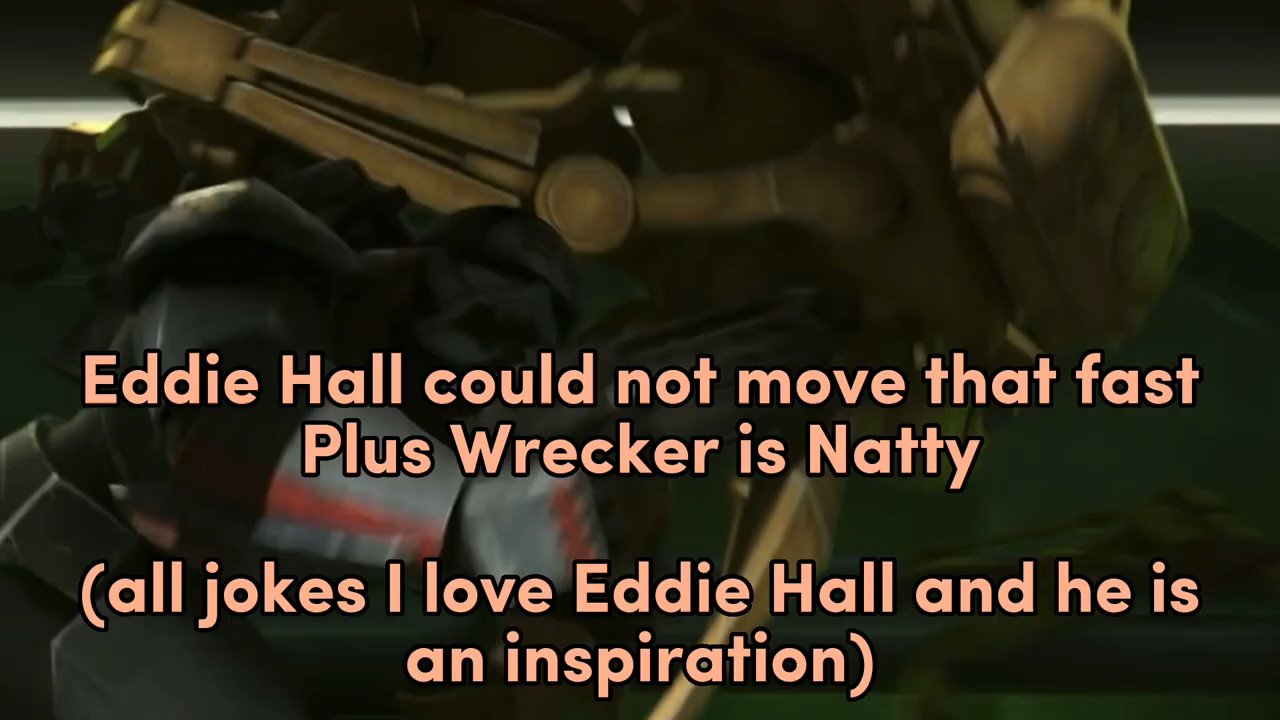 Eddie Hall could not move that fast
Plus Wrecker is Natty
(all jokes I love Eddie Hall and he is
an inspiration)